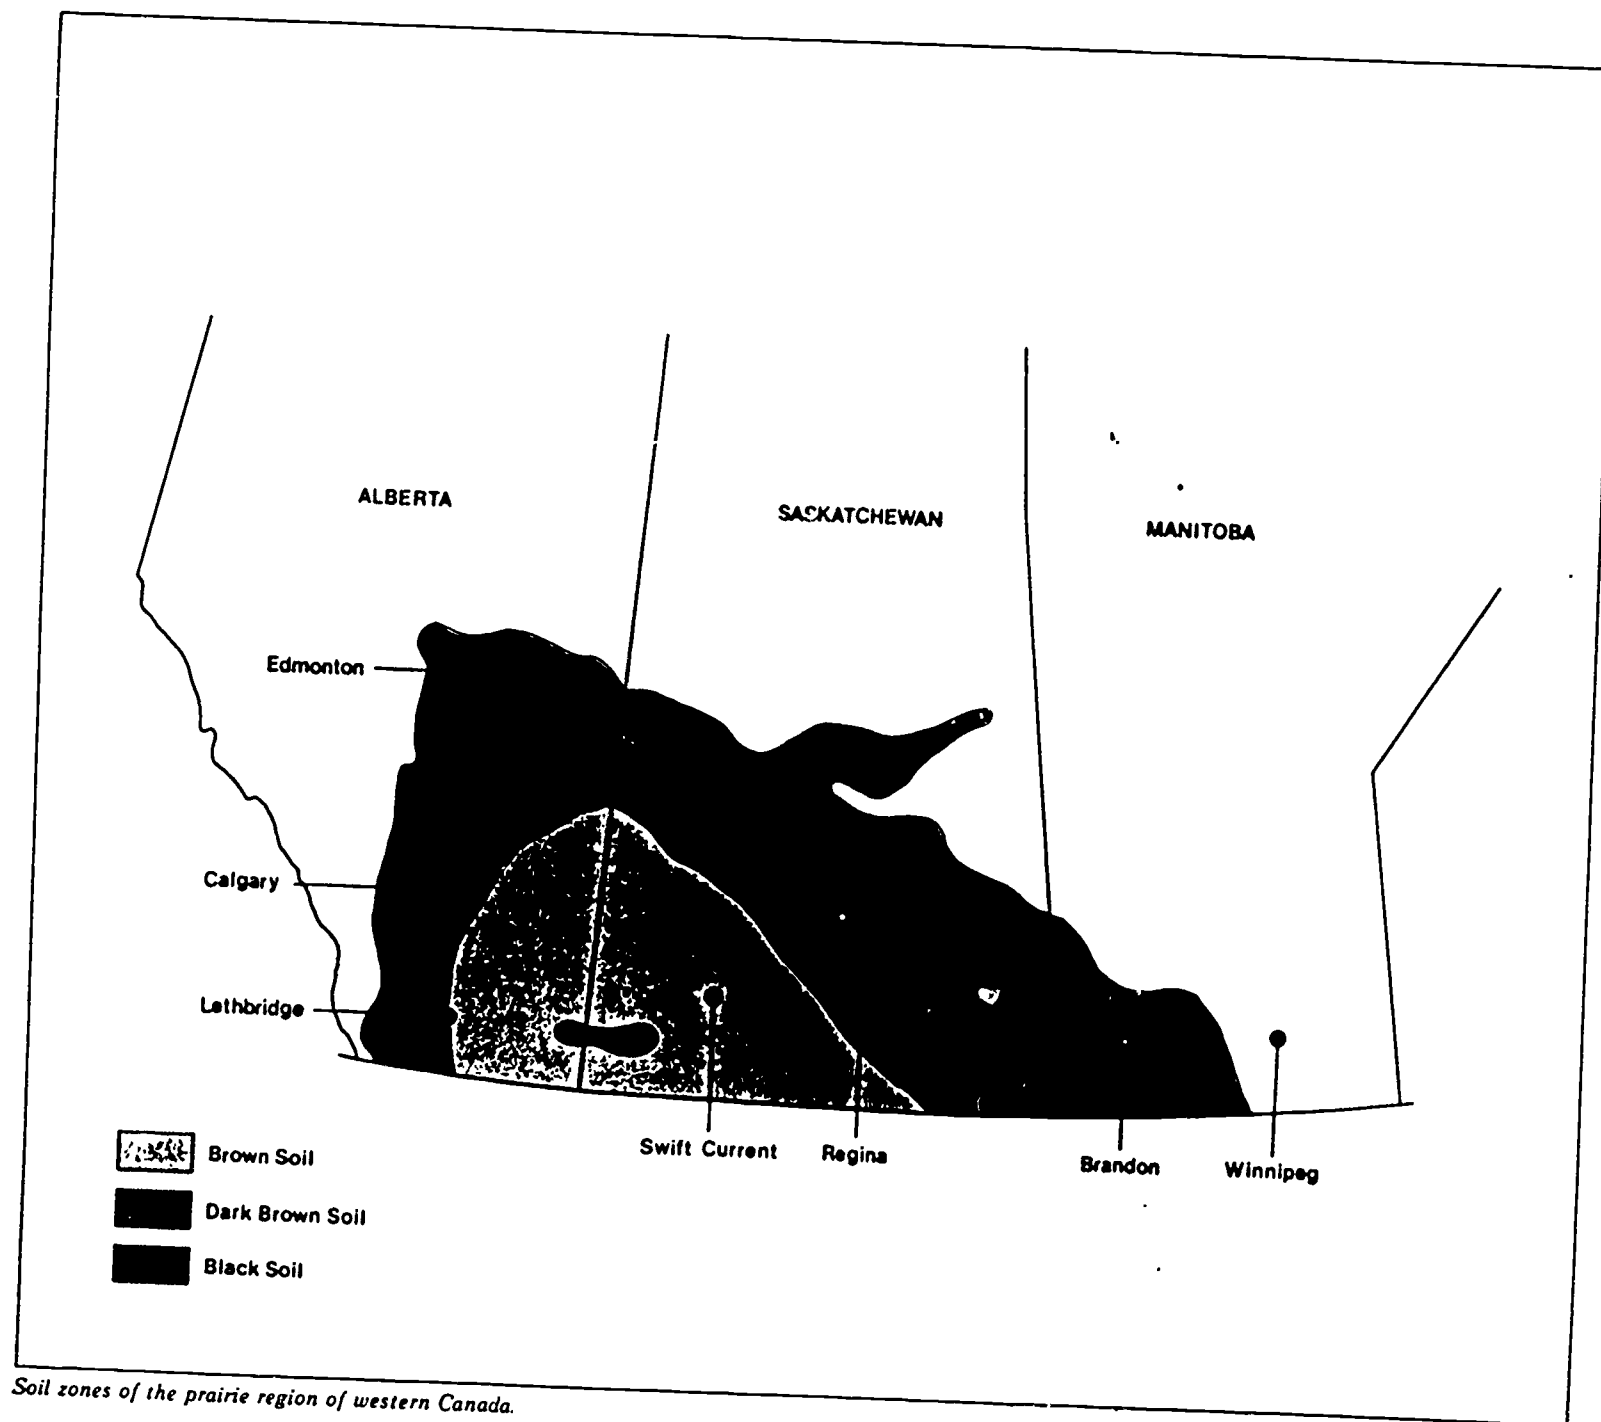 ALBERTA
SASKATCHEWAN
MANITOBA
Edmonton
Calgary
Lethbridge
Swift Current
Regina
Brandon
Winnipeg
Brown Soil
Dark Brown Soil
Black Soil
Soil zones of the prairie region of western Canada.